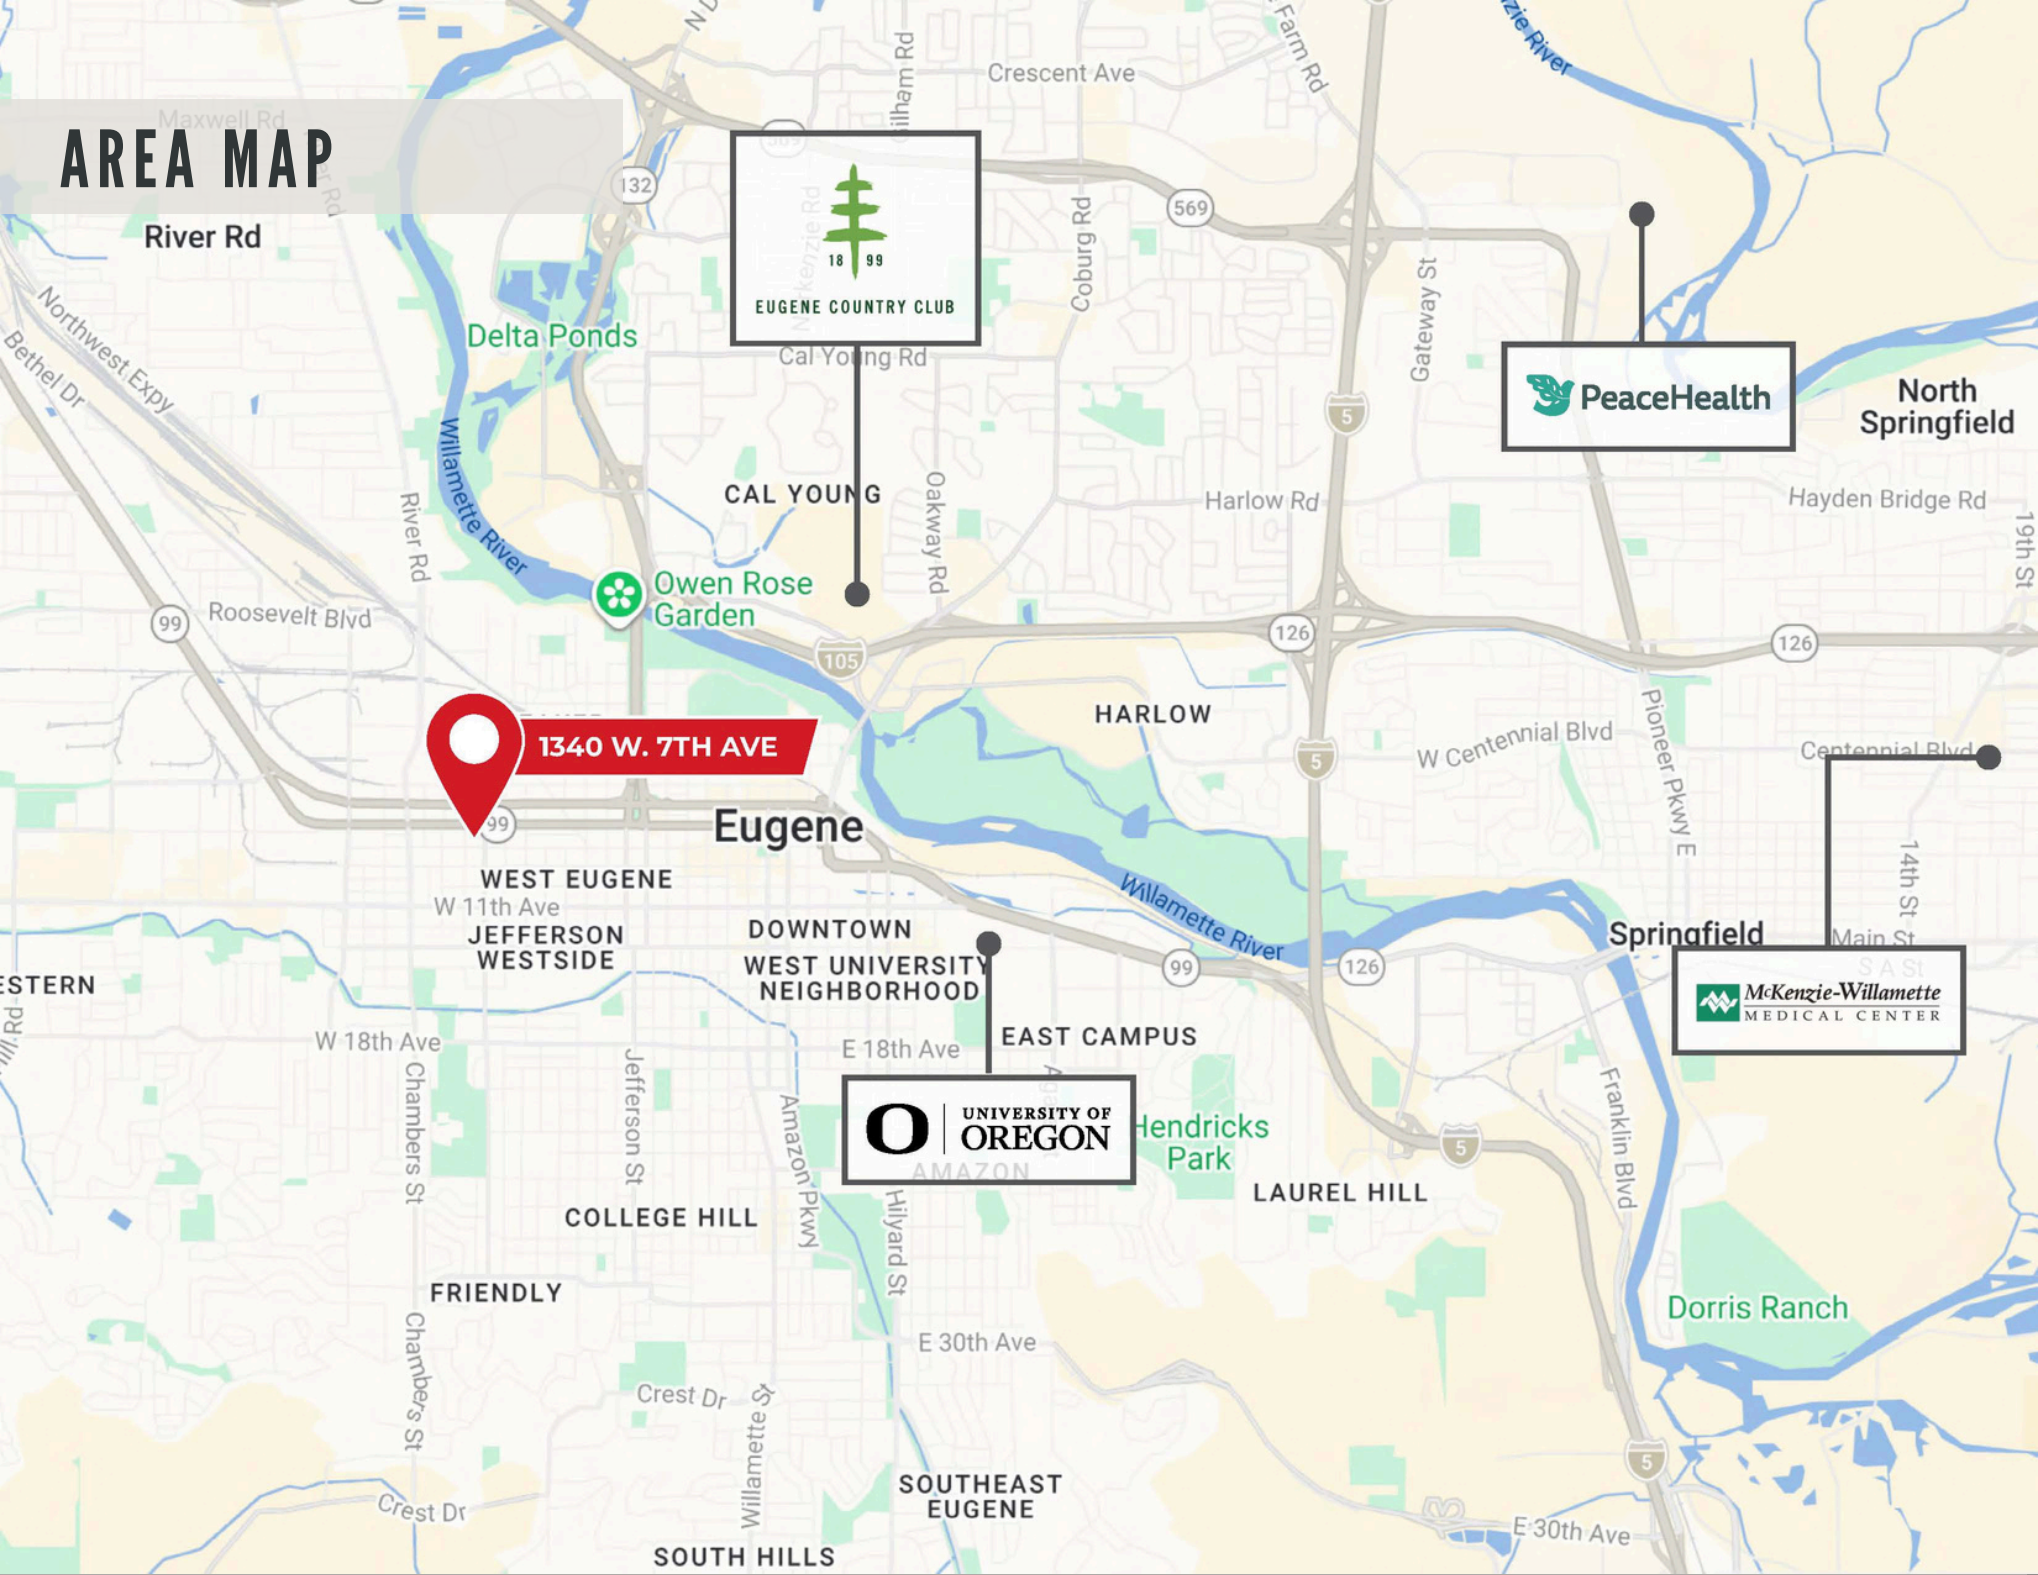 AREA MAP
Maxwell Rd
River Rd
Crescent Ave
Gilham Rd
Farm Rd
132
18 99
EUGENE COUNTRY CLUB
Coburg Rd
569
Gateway St
River
Northwest Expy
Bethel Dr
Delta Ponds
Cal Young Rd
5
PeaceHealth
North
Springfield
Willamette River
River Rd
CAL YOUNG
Oakway Rd
Harlow Rd
Hayden Bridge Rd
19th St
Owen Rose
Garden
99
Roosevelt Blvd
105
126
126
1340 W. 7TH AVE
HARLOW
5
W Centennial Blvd
Pioneer Pkwy E
Centennial Blvd
99
Eugene
WEST EUGENE
W 11th Ave
JEFFERSON
WESTSIDE
DOWNTOWN
WEST UNIVERSITY
NEIGHBORHOOD
Willamette River
99
126
Springfield
14th St
Main St
S A St
McKenzie-Willamette
MEDICAL CENTER
W 18th Ave
E 18th Ave
EAST CAMPUS
Chambers St
Jefferson St
Amazon Pkwy
UNIVERSITY OF
OREGON
AMAZON
Hendricks
Park
5
Franklin Blvd
LAUREL HILL
COLLEGE HILL
Hilyard St
FRIENDLY
Chambers St
Dorris Ranch
E 30th Ave
Crest Dr
Willamette St
5
SOUTHEAST
EUGENE
Crest Dr
E 30th Ave
SOUTH HILLS